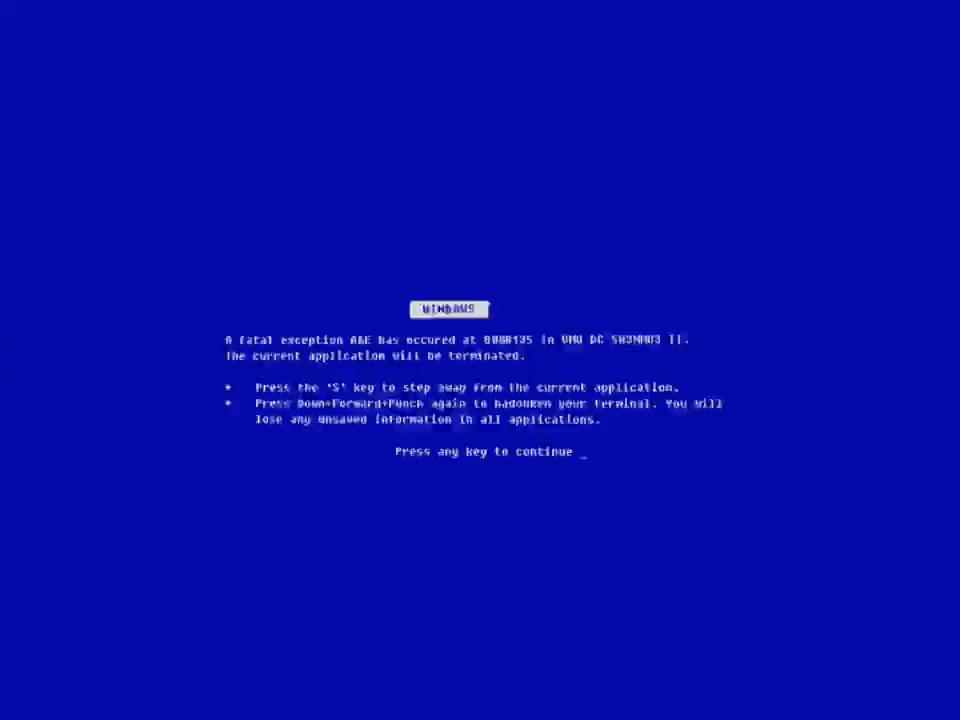 WINDOWS
A fatal exception A&E has occured at in
The current application will be terminated.
* Press the 'S' key to step away from the current application.
* Press Down+Forward+Punch again to hadouken your terminal. You will
lose any unsaved information in all applications.
Press any key to continue _